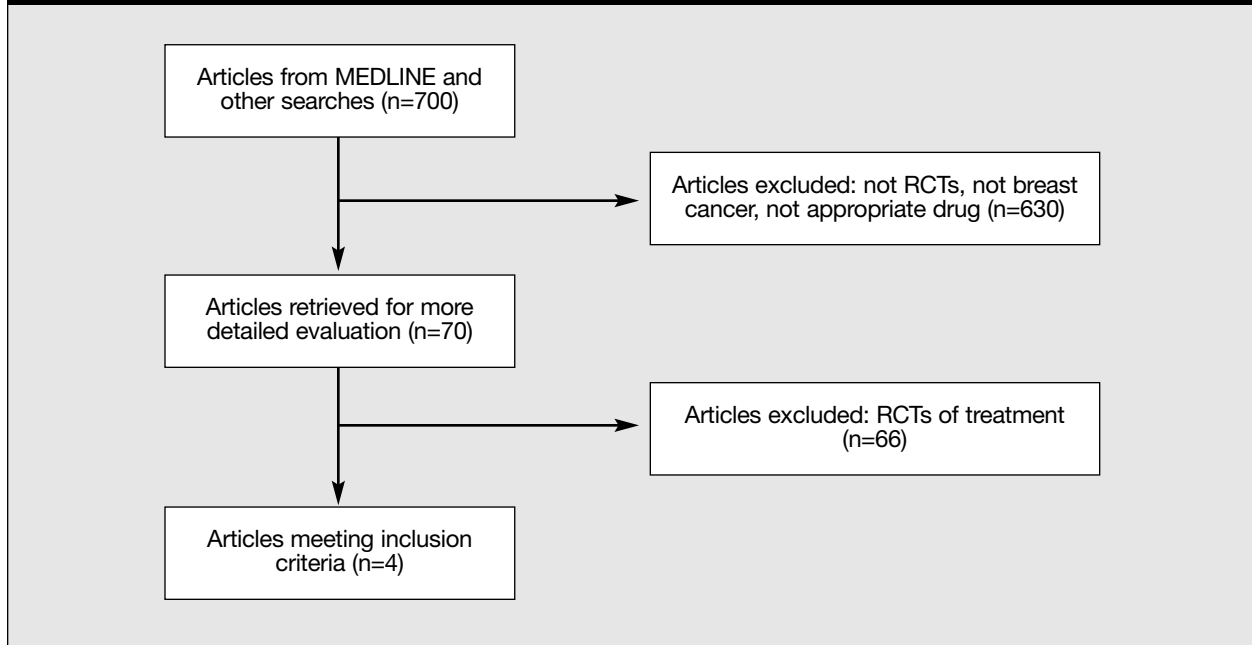 Articles from MEDLINE and
other searches (n=700)
Articles excluded: not RCTs, not breast
cancer, not appropriate drug (n=630)
Articles retrieved for more
detailed evaluation (n=70)
Articles excluded: RCTs of treatment
(n=66)
Articles meeting inclusion
criteria (n=4)